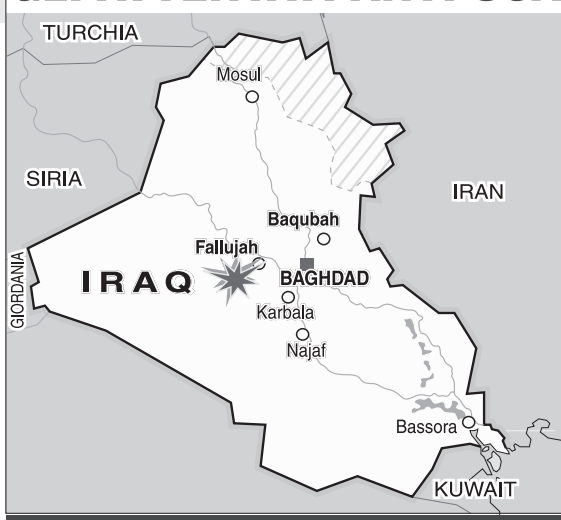 TURCHIA
Mosul
SIRIA
IRAN
Baqubah
Fallujah
IRAQ
BAGHDAD
GIORDANIA
Karbala
Najaf
Bassora
KUWAIT